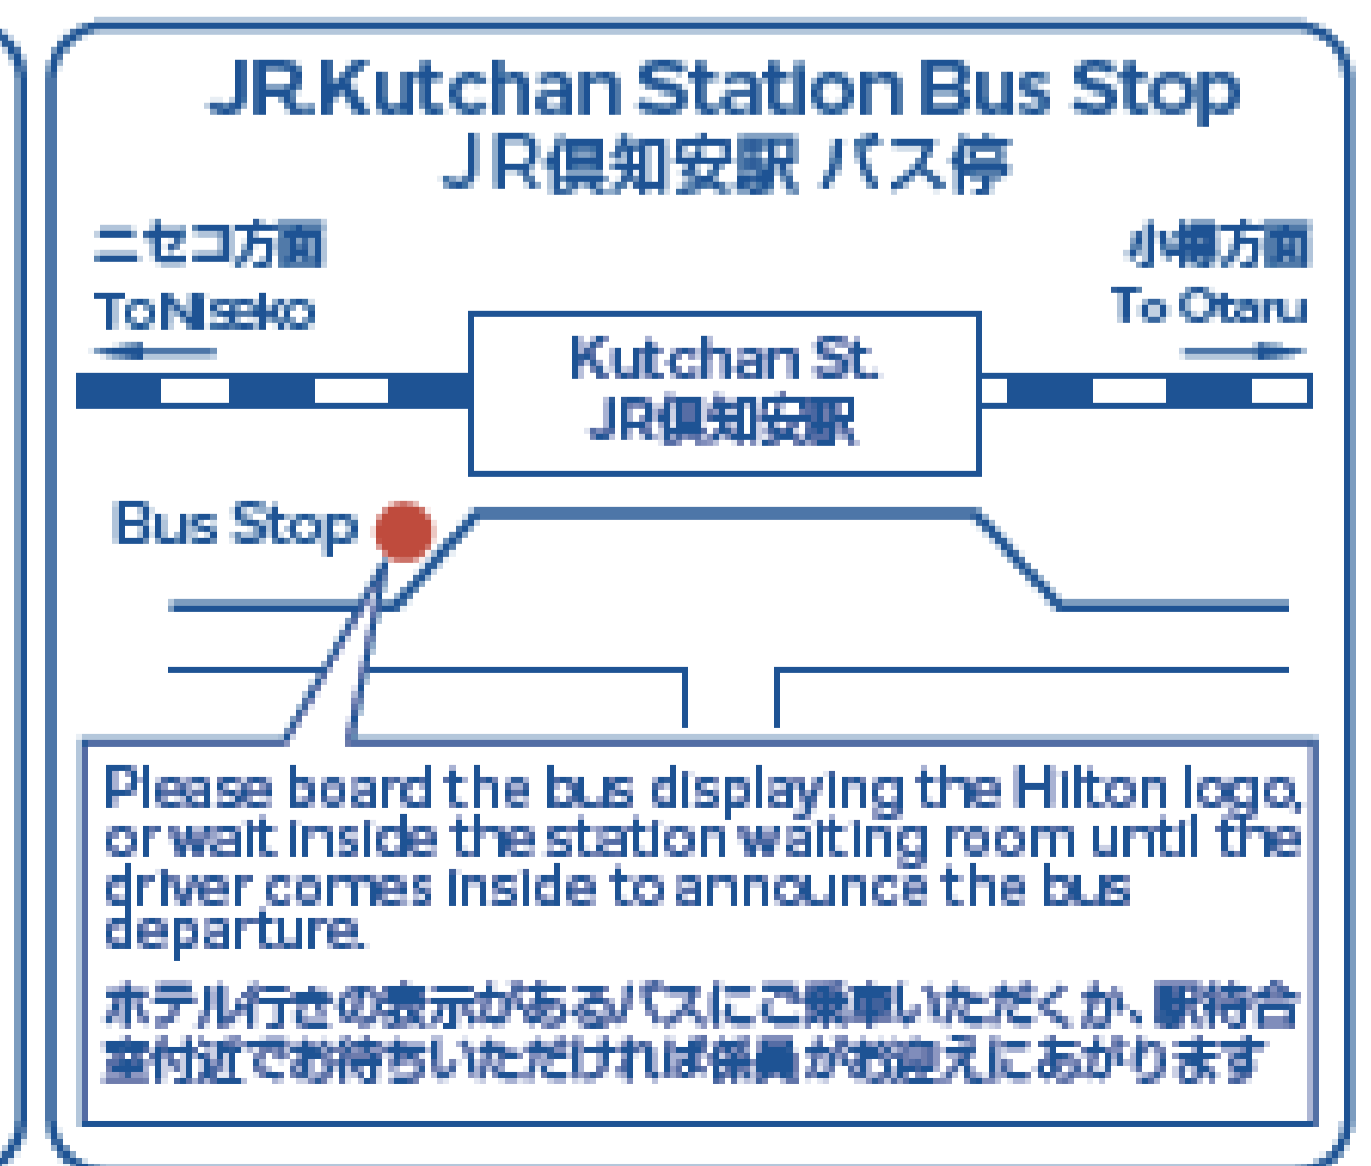 JR.Kutchan Station Bus Stop
JR倶知安駅 バス停
ニセコ方面
To Niseko
小樽方面
To Otaru
Kutchan St.
JR倶知安駅
Bus Stop
Please board the bus displaying the Hilton logo,
or wait inside the station waiting room until the
driver comes inside to announce the bus
departure.
ホテル行きの表示があるバスにご乗車いただくか、駅待合
室付近でお待ちいただければ係員がお迎えにあがります